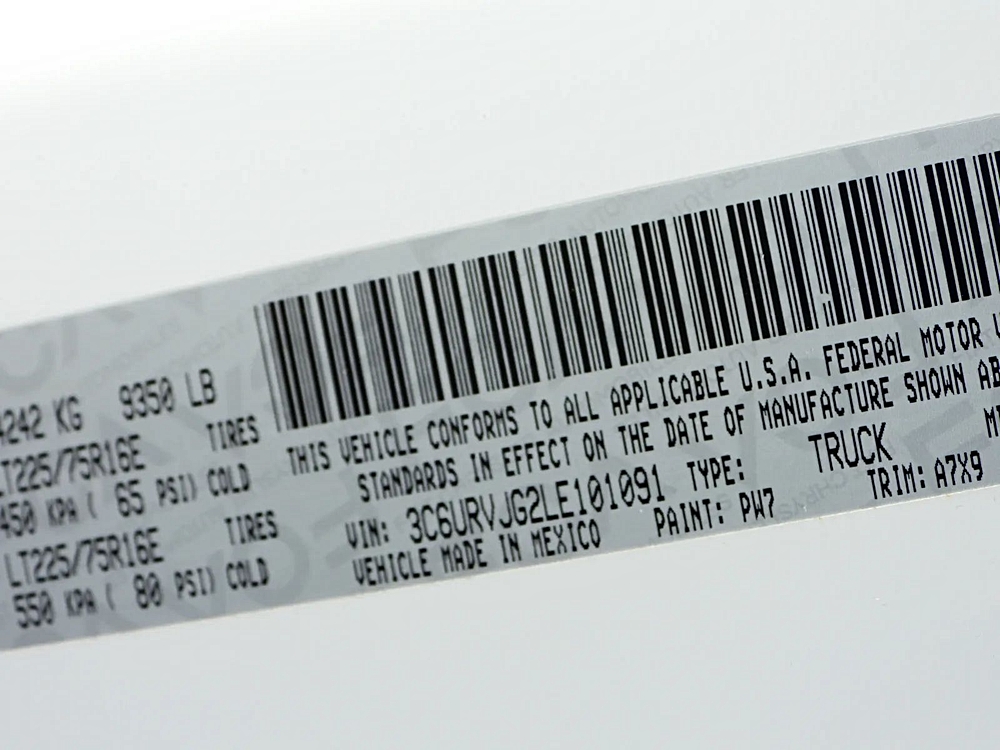 4242 KG 9350 LB
LT225/75R16E TIRES
450 KPA ( 65 PSI) COLD
LT225/75R16E TIRES
550 KPA ( 80 PSI) COLD
THIS VEHICLE CONFORMS TO ALL APPLICABLE U.S.A. FEDERAL MOTOR
STANDARDS IN EFFECT ON THE DATE OF MANUFACTURE SHOWN AB
VIN: 3C6URVJG2LE101091 TYPE: TRUCK
VEHICLE MADE IN MEXICO PAINT: PW7 TRIM: A7X9